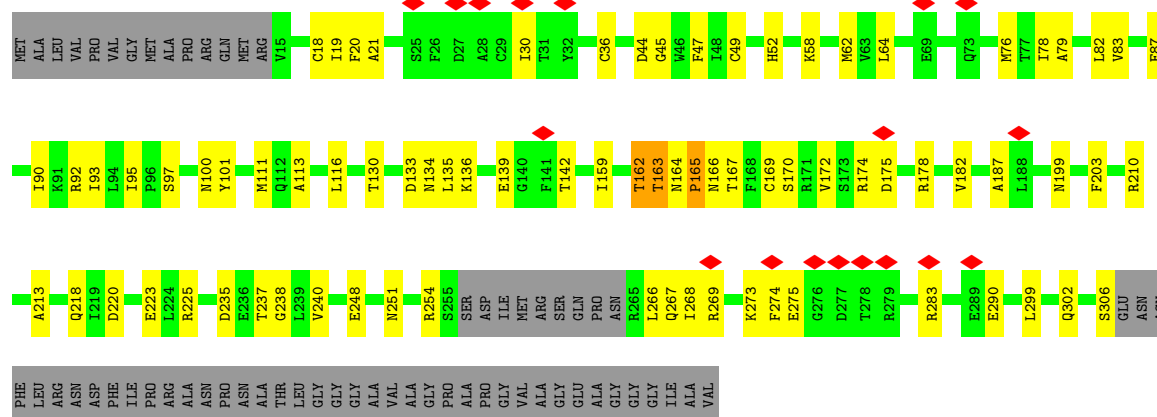 MET ALA LEU VAL PRO VAL GLY MET ALA PRO ARG GLN MET ARG V15 C18 I19 F20 A21 S25 F26 D27 A28 C29 I30 T31 Y32 C36 D44 G45 W46 F47 I48 C49 H52 K58 M62 V63 L64 E69 Q73 M76 T77 I78 A79 L82 V83
I90 K91 R92 I93 L94 I95 P96 S97 N100 Y101 M111 Q112 A113 L116 T130 D133 N134 L135 K136 E139 G140 F141 T142 I159 T162 T163 N164 P165 N166 T167 F168 C169 S170 R171 V172 S173 R174 D175 R178 V182 A187 L188 N199 F203 R210
A213 Q218 I219 D220 E223 L224 R225 D235 E236 T237 G238 L239 V240 E248 N251 R254 S255 SER ASP ILE MET ARG SER GLN PRO ASN R265 L266 Q267 I268 R269 K273 F274 E275 G276 D277 T278 R279 R283 E289 E290 L299 Q302 S306 GLU ASN
PHE LEU ARG ASN ASP PHE ILE PRO ARG ALA ASN PRO ASN ALA THR LEU GLY GLY GLY ALA VAL ALA GLY PRO ALA PRO GLY VAL ALA GLY GLU ALA GLY GLY GLY ILE ALA VAL